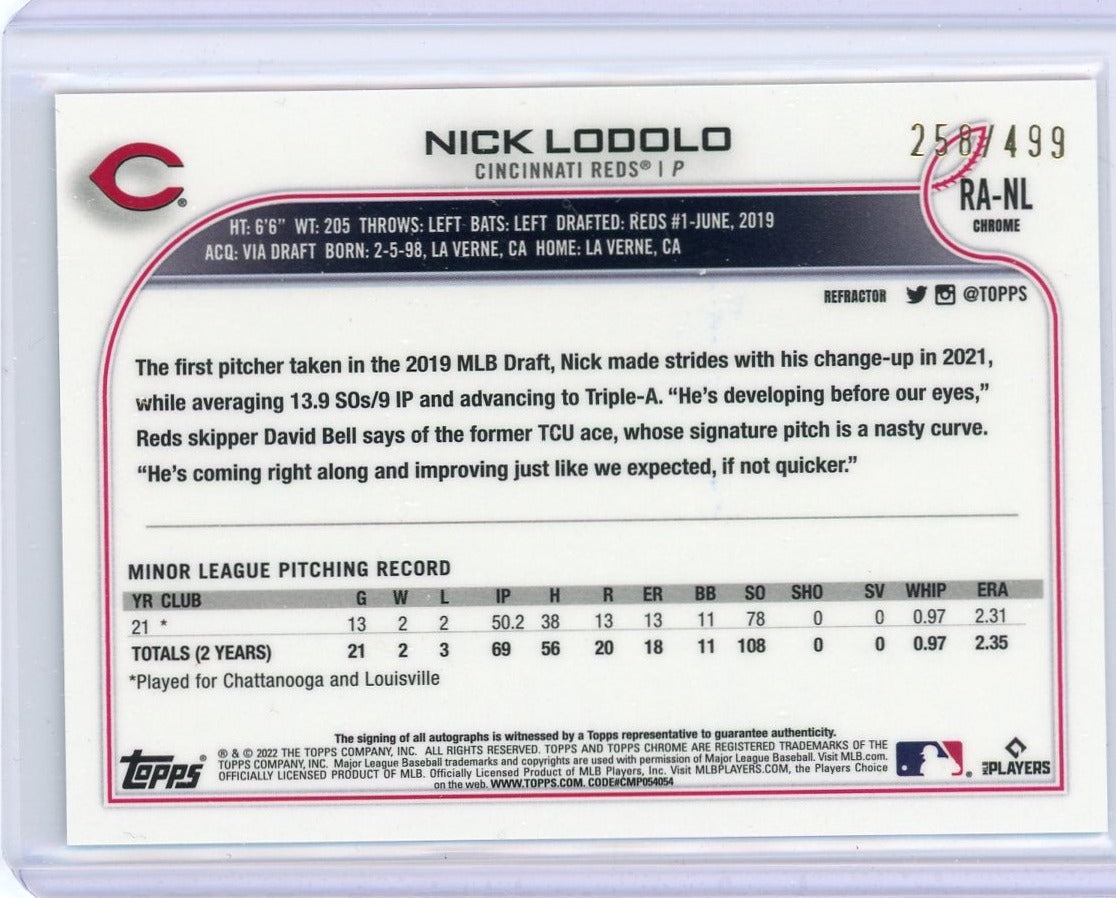 NICK LODOLO
CINCINNATI REDS® | P
258/499
RA-NL
CHROME
HT: 6'6" WT: 205 THROWS: LEFT BATS: LEFT DRAFTED: REDS #1-JUNE, 2019
ACQ: VIA DRAFT BORN: 2-5-98, LA VERNE, CA HOME: LA VERNE, CA
REFRACTOR @TOPPS
The first pitcher taken in the 2019 MLB Draft, Nick made strides with his change-up in 2021,
while averaging 13.9 SOs/9 IP and advancing to Triple-A. “He's developing before our eyes,”
Reds skipper David Bell says of the former TCU ace, whose signature pitch is a nasty curve.
“He's coming right along and improving just like we expected, if not quicker.”
MINOR LEAGUE PITCHING RECORD
YR CLUB G W L IP H R ER BB SO SHO SV WHIP ERA
21 * 13 2 2 50.2 38 13 13 11 78 0 0 0.97 2.31
TOTALS (2 YEARS) 21 2 3 69 56 20 18 11 108 0 0 0.97 2.35
*Played for Chattanooga and Louisville
The signing of all autographs is witnessed by a Topps representative to guarantee authenticity.
® & © 2022 THE TOPPS COMPANY, INC. ALL RIGHTS RESERVED. TOPPS AND TOPPS CHROME ARE REGISTERED TRADEMARKS OF THE
TOPPS COMPANY, INC. Major League Baseball trademarks and copyrights are used with permission of Major League Baseball. Visit MLB.com.
OFFICIALLY LICENSED PRODUCT OF MLB. Officially Licensed Product of MLB Players, Inc. Visit MLBPLAYERS.COM, the Players Choice
on the web. WWW.TOPPS.COM. CODE#CMP054054
Topps®
MLB PLAYERS